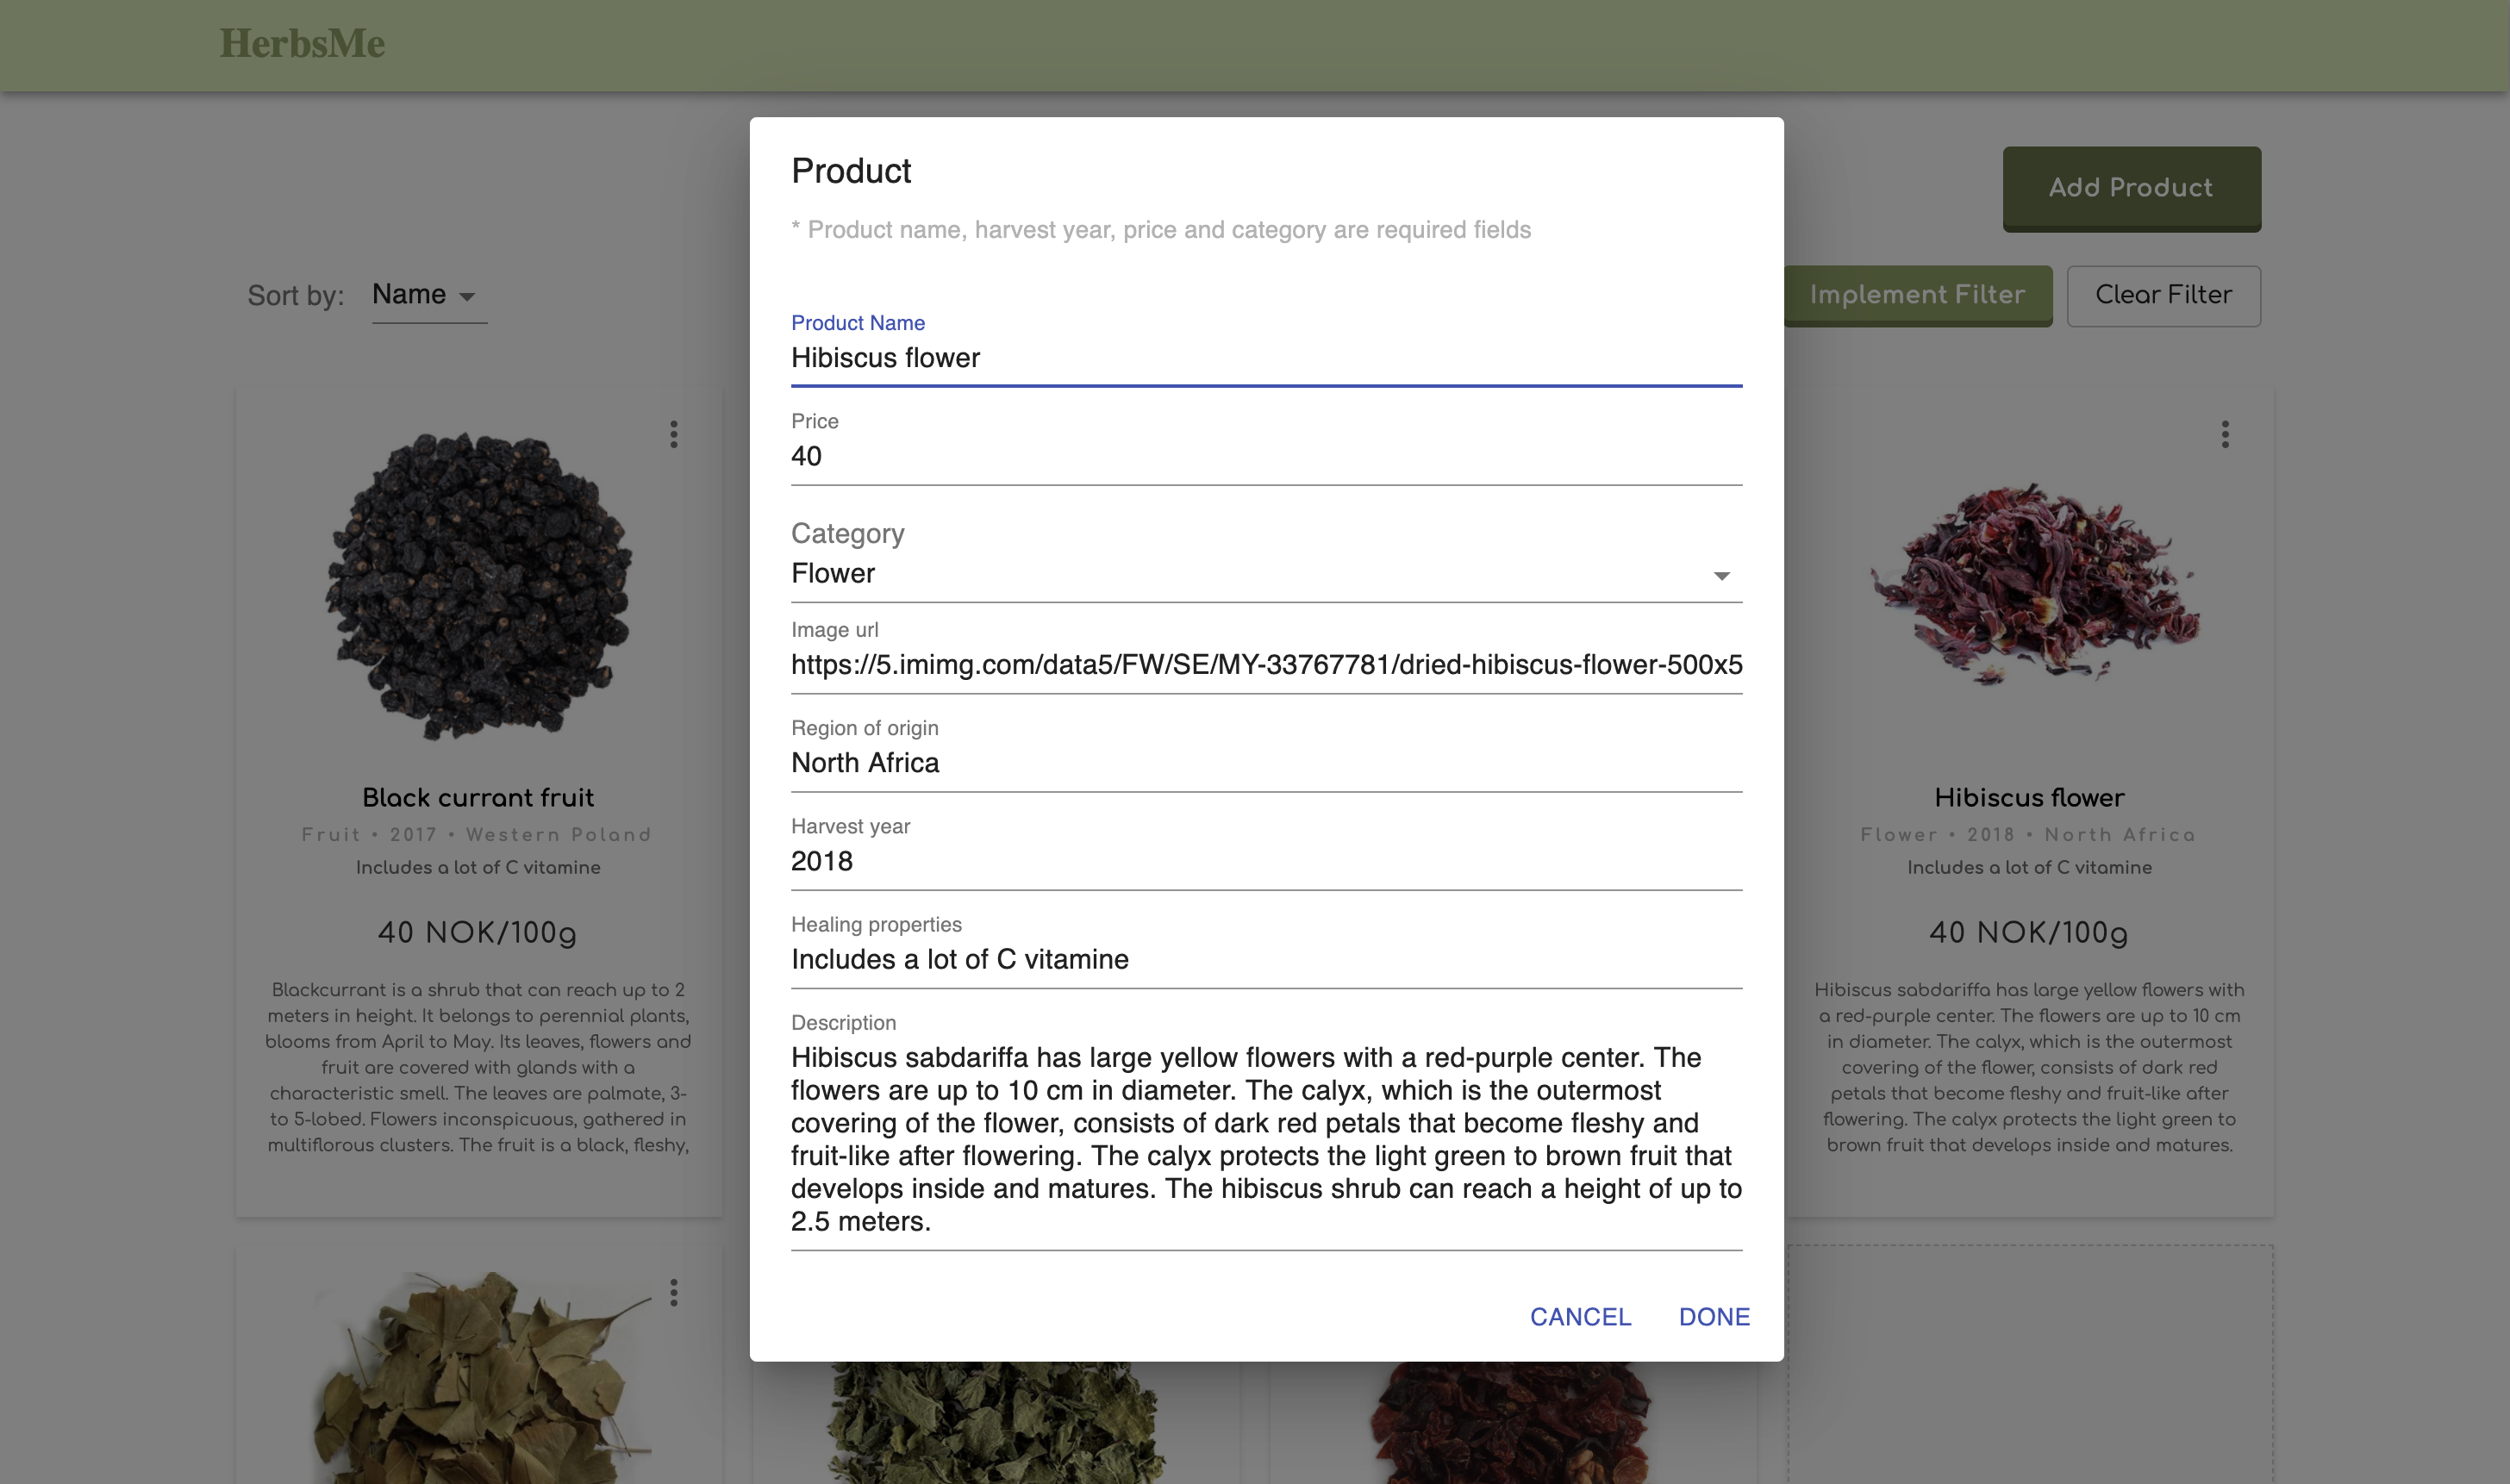 HerbsMe
Add Product
Sort by: Name
Implement Filter
Clear Filter
Product
* Product name, harvest year, price and category are required fields
Product Name
Hibiscus flower
Price
40
Category
Flower
Image url
https://5.imimg.com/data5/FW/SE/MY-33767781/dried-hibiscus-flower-500x5
Region of origin
North Africa
Harvest year
2018
Healing properties
Includes a lot of C vitamine
Description
Hibiscus sabdariffa has large yellow flowers with a red-purple center. The
flowers are up to 10 cm in diameter. The calyx, which is the outermost
covering of the flower, consists of dark red petals that become fleshy and
fruit-like after flowering. The calyx protects the light green to brown fruit that
develops inside and matures. The hibiscus shrub can reach a height of up to
2.5 meters.
CANCEL
DONE
Black currant fruit
Fruit • 2017 • Western Poland
Includes a lot of C vitamine
40 NOK/100g
Blackcurrant is a shrub that can reach up to 2
meters in height. It belongs to perennial plants,
blooms from April to May. Its leaves, flowers and
fruit are covered with glands with a
characteristic smell. The leaves are palmate, 3-
to 5-lobed. Flowers inconspicuous, gathered in
multiflorous clusters. The fruit is a black, fleshy,
Hibiscus flower
Flower • 2018 • North Africa
Includes a lot of C vitamine
40 NOK/100g
Hibiscus sabdariffa has large yellow flowers with
a red-purple center. The flowers are up to 10 cm
in diameter. The calyx, which is the outermost
covering of the flower, consists of dark red
petals that become fleshy and fruit-like after
flowering. The calyx protects the light green to
brown fruit that develops inside and matures.